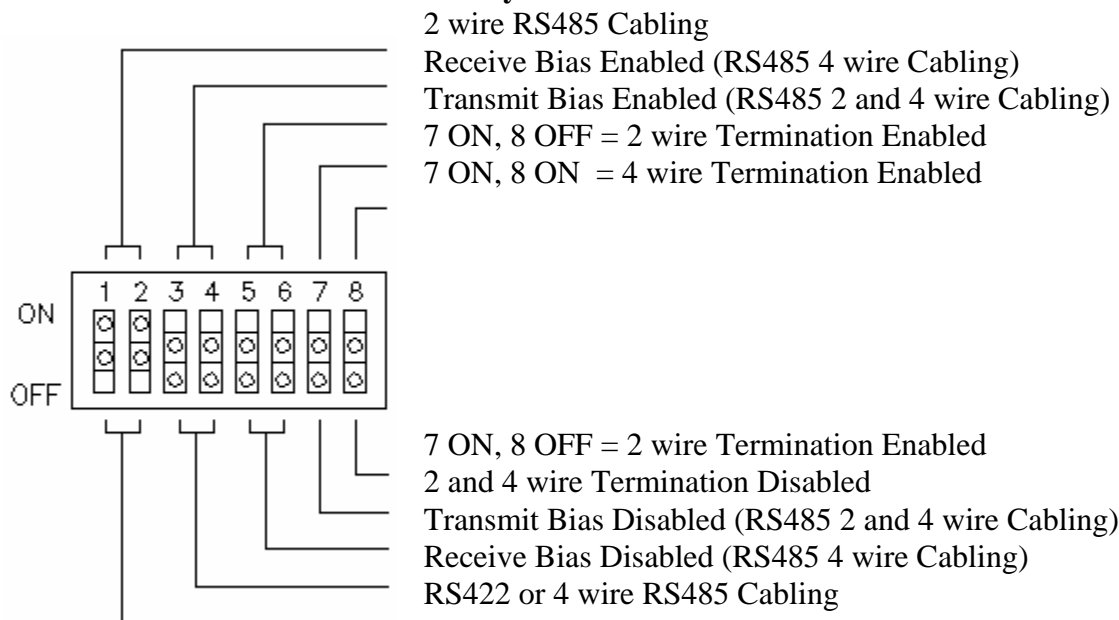 2 wire RS485 Cabling
Receive Bias Enabled (RS485 4 wire Cabling)
Transmit Bias Enabled (RS485 2 and 4 wire Cabling)
7 ON, 8 OFF = 2 wire Termination Enabled
7 ON, 8 ON = 4 wire Termination Enabled
1 2 3 4 5 6 7 8
ON
OFF
7 ON, 8 OFF = 2 wire Termination Enabled
2 and 4 wire Termination Disabled
Transmit Bias Disabled (RS485 2 and 4 wire Cabling)
Receive Bias Disabled (RS485 4 wire Cabling)
RS422 or 4 wire RS485 Cabling